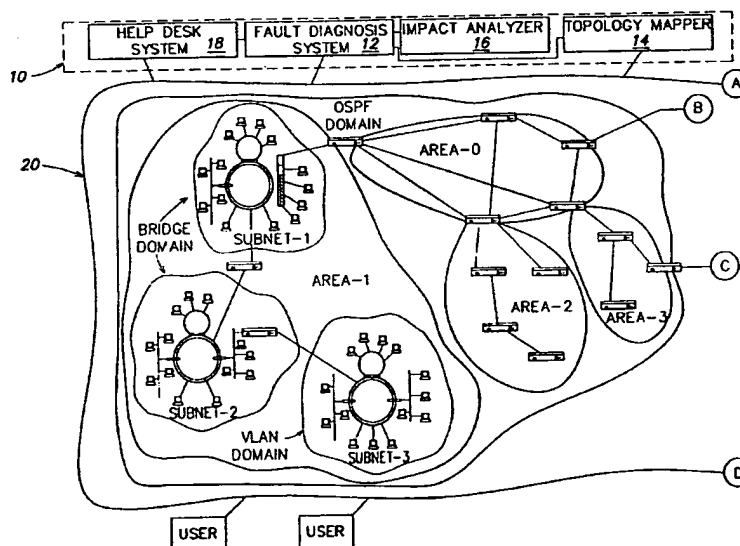 HELP DESK
SYSTEM 18
FAULT DIAGNOSIS
SYSTEM 12
IMPACT ANALYZER
16
TOPOLOGY MAPPER
14
10
A
OSPF
DOMAIN
B
20
AREA-0
BRIDGE
DOMAIN
SUBNET-1
AREA-1
C
AREA-2
AREA-3
SUBNET-2
VLAN
DOMAIN
SUBNET-3
D
USER
USER